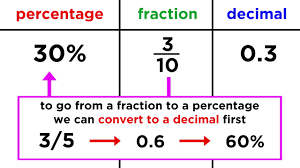 percentage fraction decimal
30% 3/10 0.3
to go from a fraction to a percentage
we can convert to a decimal first
3/5 → 0.6 → 60%